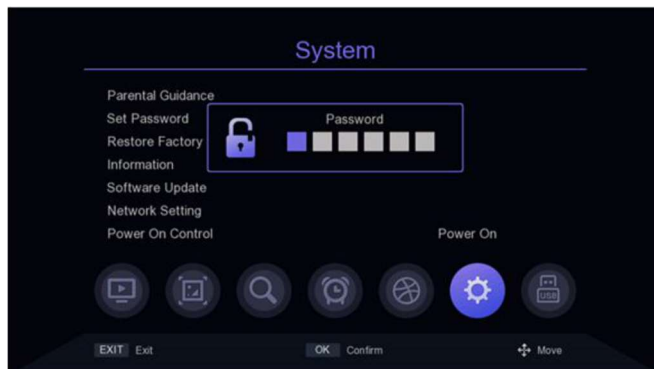 System
Parental Guidance
Set Password
Password
Restore Factory
Information
Software Update
Network Setting
Power On Control Power On
USB
EXIT Exit OK Confirm Move